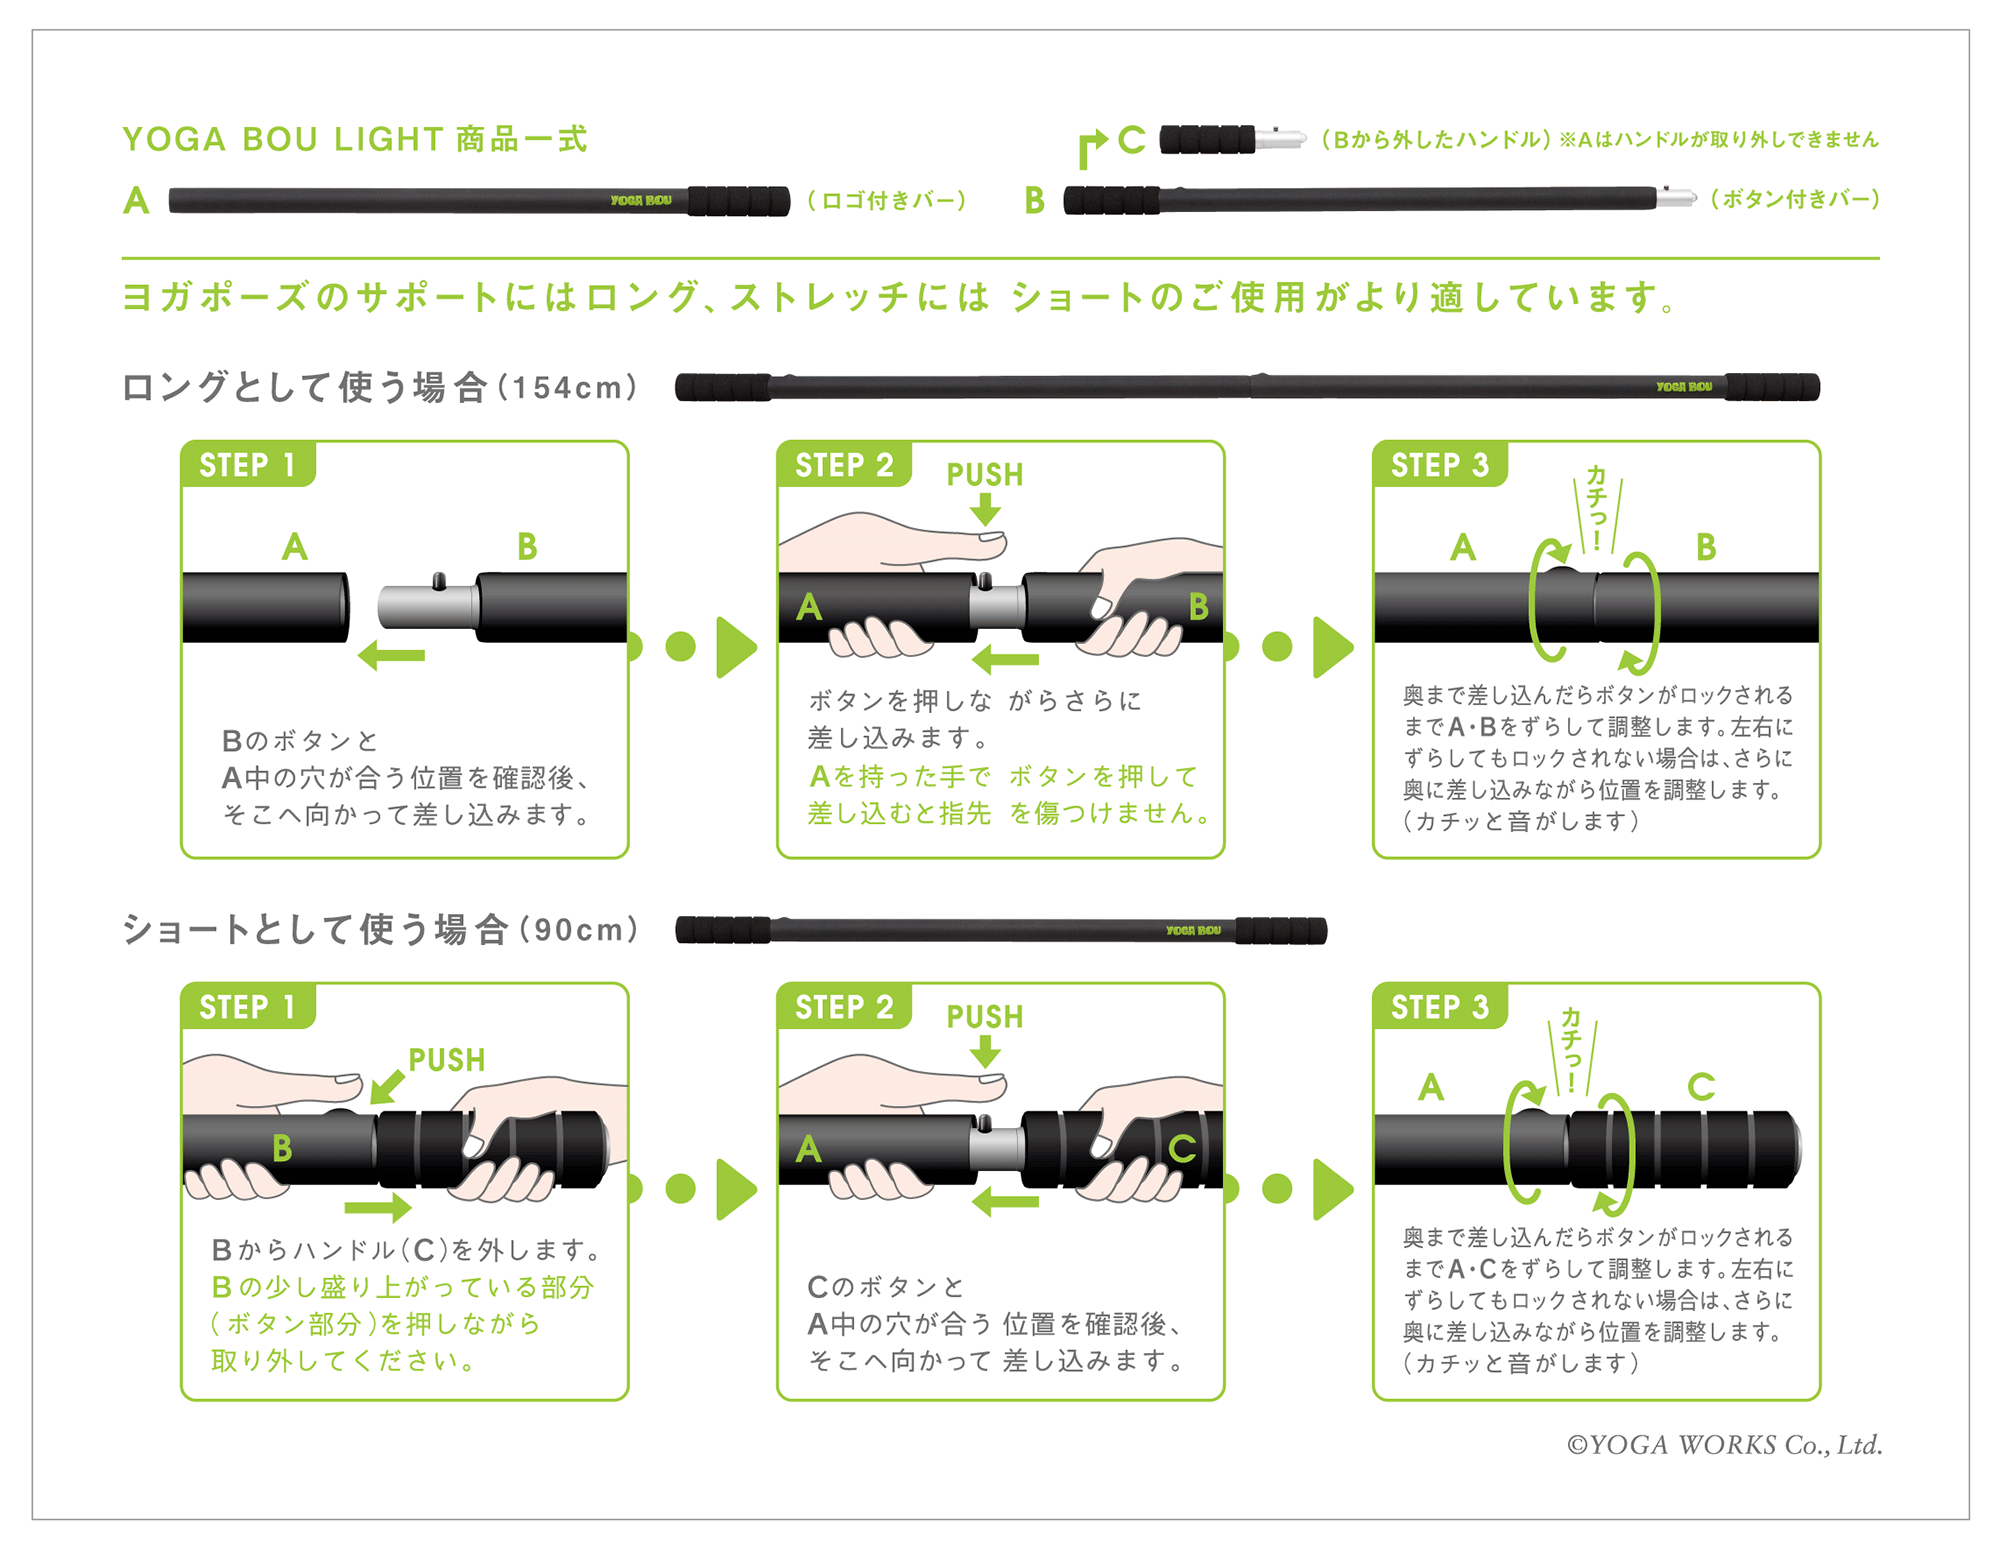 YOGA BOU LIGHT 商品一式
C （Bから外したハンドル）※Aはハンドルが取り外しできません
A YOGA BOU （ロゴ付きバー）
B （ボタン付きバー）
ヨガポーズのサポートにはロング、ストレッチには ショートのご使用がより適しています。
ロングとして使う場合（154cm） YOGA BOU
STEP 1
A B
Bのボタンと
A中の穴が合う位置を確認後、
そこへ向かって差し込みます。
STEP 2
PUSH
A B
ボタンを押しな がらさらに
差し込みます。
Aを持った手で ボタンを押して
差し込むと指先 を傷つけません。
STEP 3
カチっ！
A B
奥まで差し込んだらボタンがロックされる
までA・Bをずらして調整します。左右に
ずらしてもロックされない場合は、さらに
奥に差し込みながら位置を調整します。
（カチッと音がします）
ショートとして使う場合（90cm） YOGA BOU
STEP 1
PUSH
B
Bからハンドル（C）を外します。
Bの少し盛り上がっている部分
（ボタン部分）を押しながら
取り外してください。
STEP 2
PUSH
A C
Cのボタンと
A中の穴が合う 位置を確認後、
そこへ向かって 差し込みます。
STEP 3
カチっ！
A C
奥まで差し込んだらボタンがロックされる
までA・Cをずらして調整します。左右に
ずらしてもロックされない場合は、さらに
奥に差し込みながら位置を調整します。
（カチッと音がします）
©YOGA WORKS Co., Ltd.